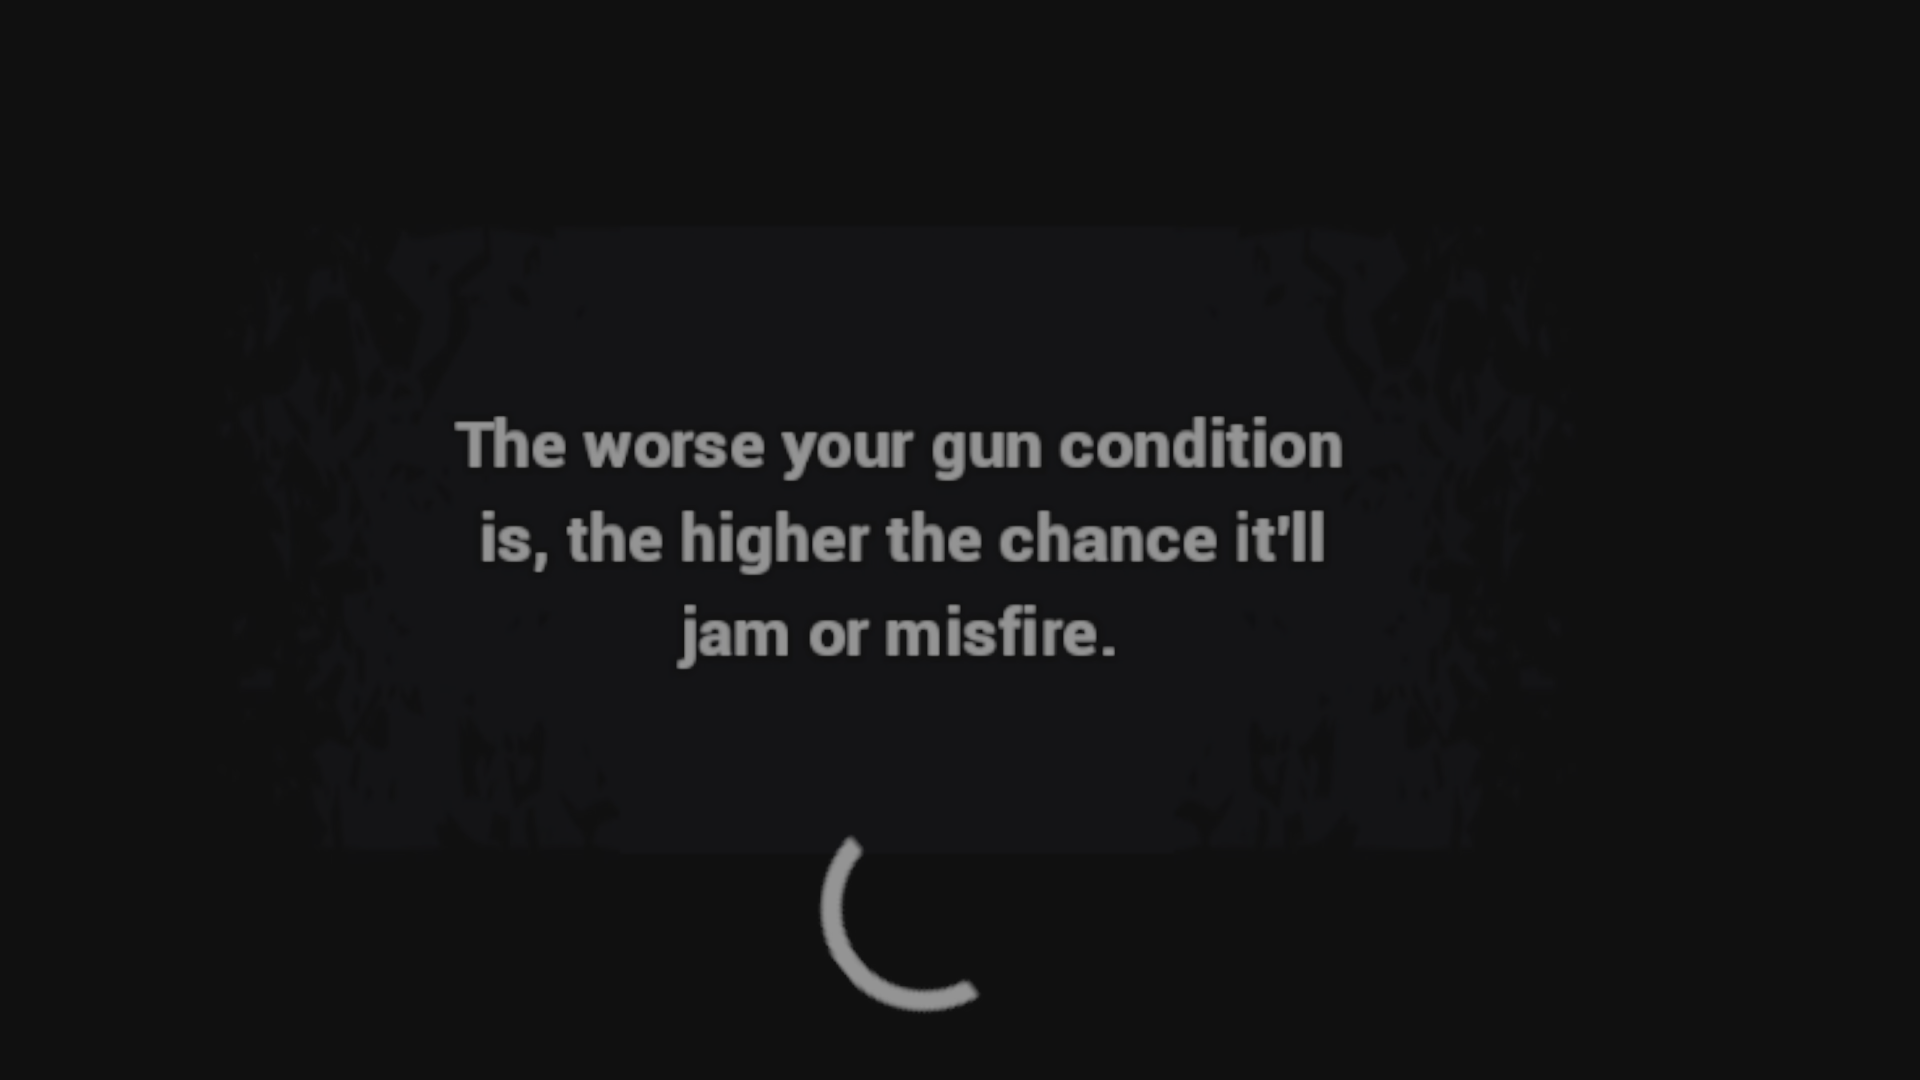 The worse your gun condition
is, the higher the chance it'll
jam or misfire.